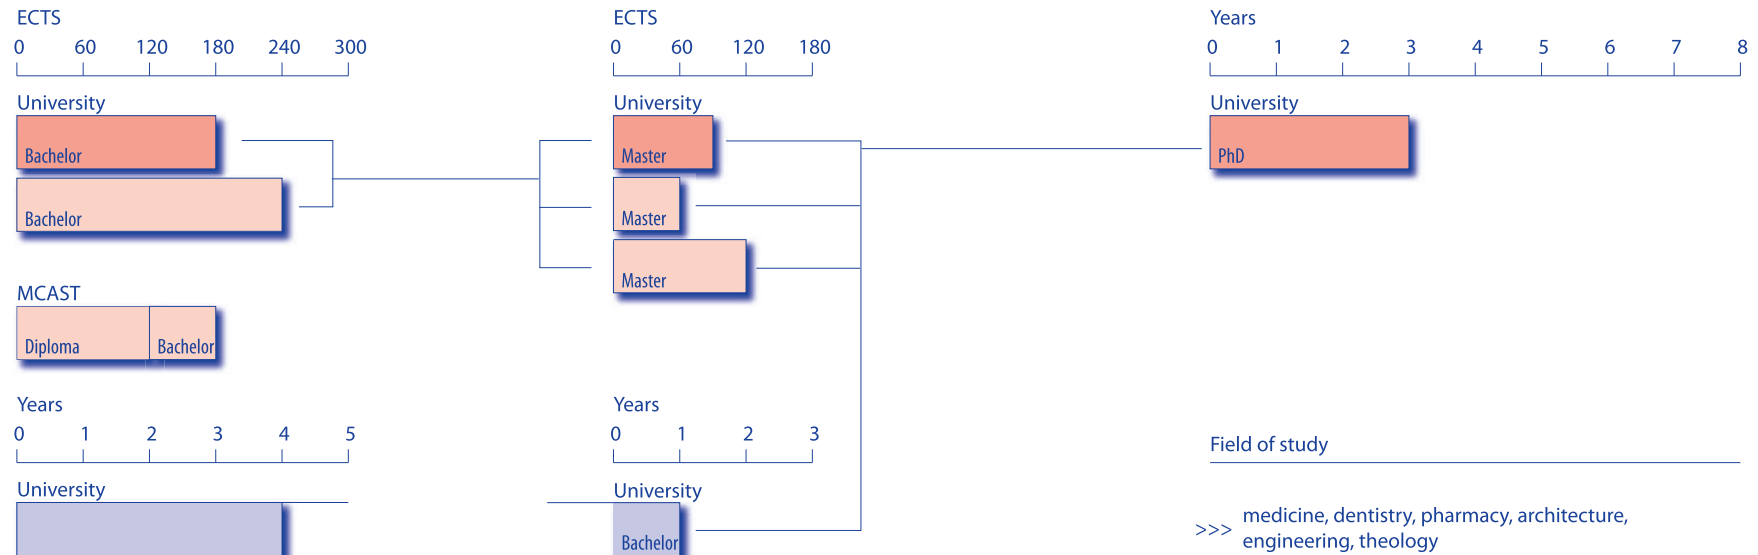 ECTS
0 60 120 180 240 300
University
Bachelor
Bachelor
MCAST
Diploma Bachelor
Years
0 1 2 3 4 5
University
ECTS
0 60 120 180
University
Master
Master
Master
Years
0 1 2 3
University
Bachelor
Years
0 1 2 3 4 5 6 7 8
University
PhD
Field of study
>>> medicine, dentistry, pharmacy, architecture,
engineering, theology